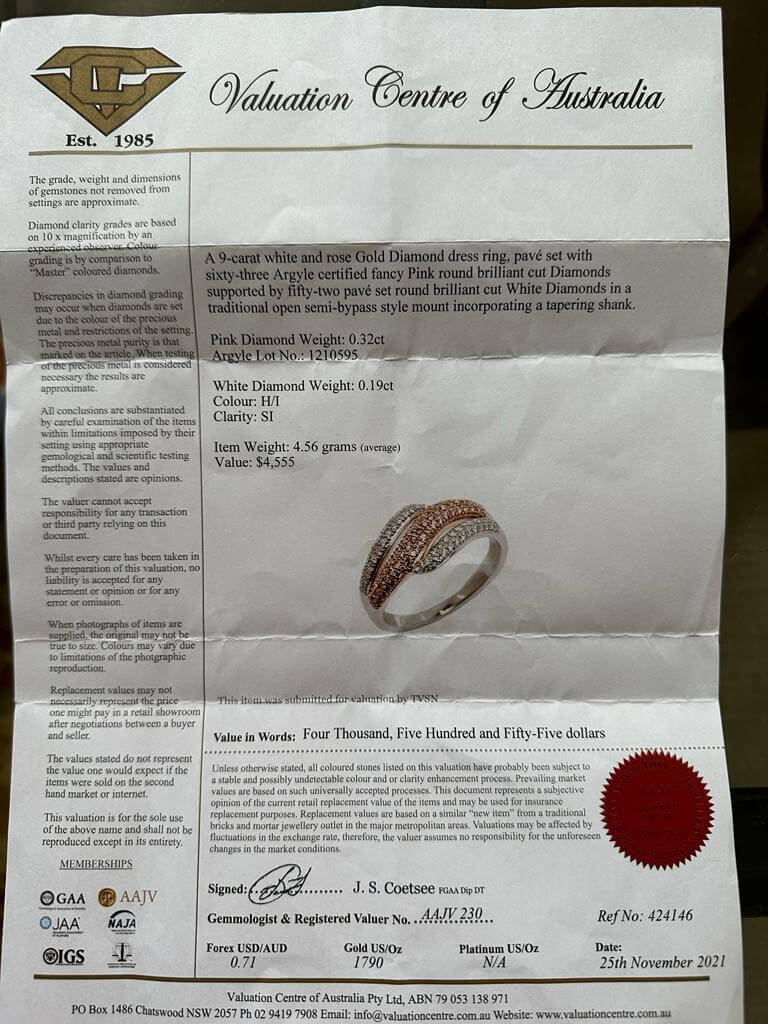 Valuation Centre of Australia
Est. 1985
The grade, weight and dimensions
of gemstones not removed from
settings are approximate.
Diamond clarity grades are based
on 10 x magnification by an
experienced observer. Colour
grading is by comparison to
"Master" coloured diamonds.
Discrepancies in diamond grading
may occur when diamonds are set
due to the colour of the precious
metal and restrictions of the setting.
The precious metal purity is that
marked on the article. When testing
of the precious metal is considered
necessary the results are
approximate.
All conclusions are substantiated
by careful examination of the items
within limitations imposed by their
setting using appropriate
gemological and scientific testing
methods. The values and
descriptions stated are opinions.
The valuer cannot accept
responsibility for any transaction
or third party relying on this
document.
Whilst every care has been taken in
the preparation of this valuation, no
liability is accepted for any
statement or opinion or for any
error or omission.
When photographs of items are
supplied, the original may not be
true to size. Colours may vary due
to limitations of the photgraphic
reproduction.
Replacement values may not
necessarily represent the price
one might pay in a retail showroom
after negotiations between a buyer
and seller.
The values stated do not represent
the value one would expect if the
items were sold on the second
hand market or internet.
This valuation is for the sole use
of the above name and shall not be
reproduced except in its entirety.
MEMBERSHIPS
GAA AAJV
JAA NAJA
IGS
A 9-carat white and rose Gold Diamond dress ring, pavé set with
sixty-three Argyle certified fancy Pink round brilliant cut Diamonds
supported by fifty-two pavé set round brilliant cut White Diamonds in a
traditional open semi-bypass style mount incorporating a tapering shank.
Pink Diamond Weight: 0.32ct
Argyle Lot No.: 1210595
White Diamond Weight: 0.19ct
Colour: H/I
Clarity: SI
Item Weight: 4.56 grams (average)
Value: $4,555
This item was submitted for valuation by TVSN
Value in Words: Four Thousand, Five Hundred and Fifty-Five dollars
Unless otherwise stated, all coloured stones listed on this valuation have probably been subject to
a stable and possibly undetectable colour and or clarity enhancement process. Prevailing market
values are based on such universally accepted processes. This document represents a subjective
opinion of the current retail replacement value of the items and may be used for insurance
replacement purposes. Replacement values are based on a similar "new item" from a traditional
bricks and mortar jewellery outlet in the major metropolitan areas. Valuations may be affected by
fluctuations in the exchange rate, therefore, the valuer assumes no responsibility for the unforeseen
changes in the market conditions.
Signed:............ J. S. Coetsee FGAA Dip DT
Gemmologist & Registered Valuer No. ..AAJV 230.. Ref No: 424146
Forex USD/AUD Gold US/Oz Platinum US/Oz Date:
0.71 1790 N/A 25th November 2021
Valuation Centre of Australia Pty Ltd, ABN 79 053 138 971
PO Box 1486 Chatswood NSW 2057 Ph 02 9419 7908 Email: info@valuationcentre.com.au Website: www.valuationcentre.com.au